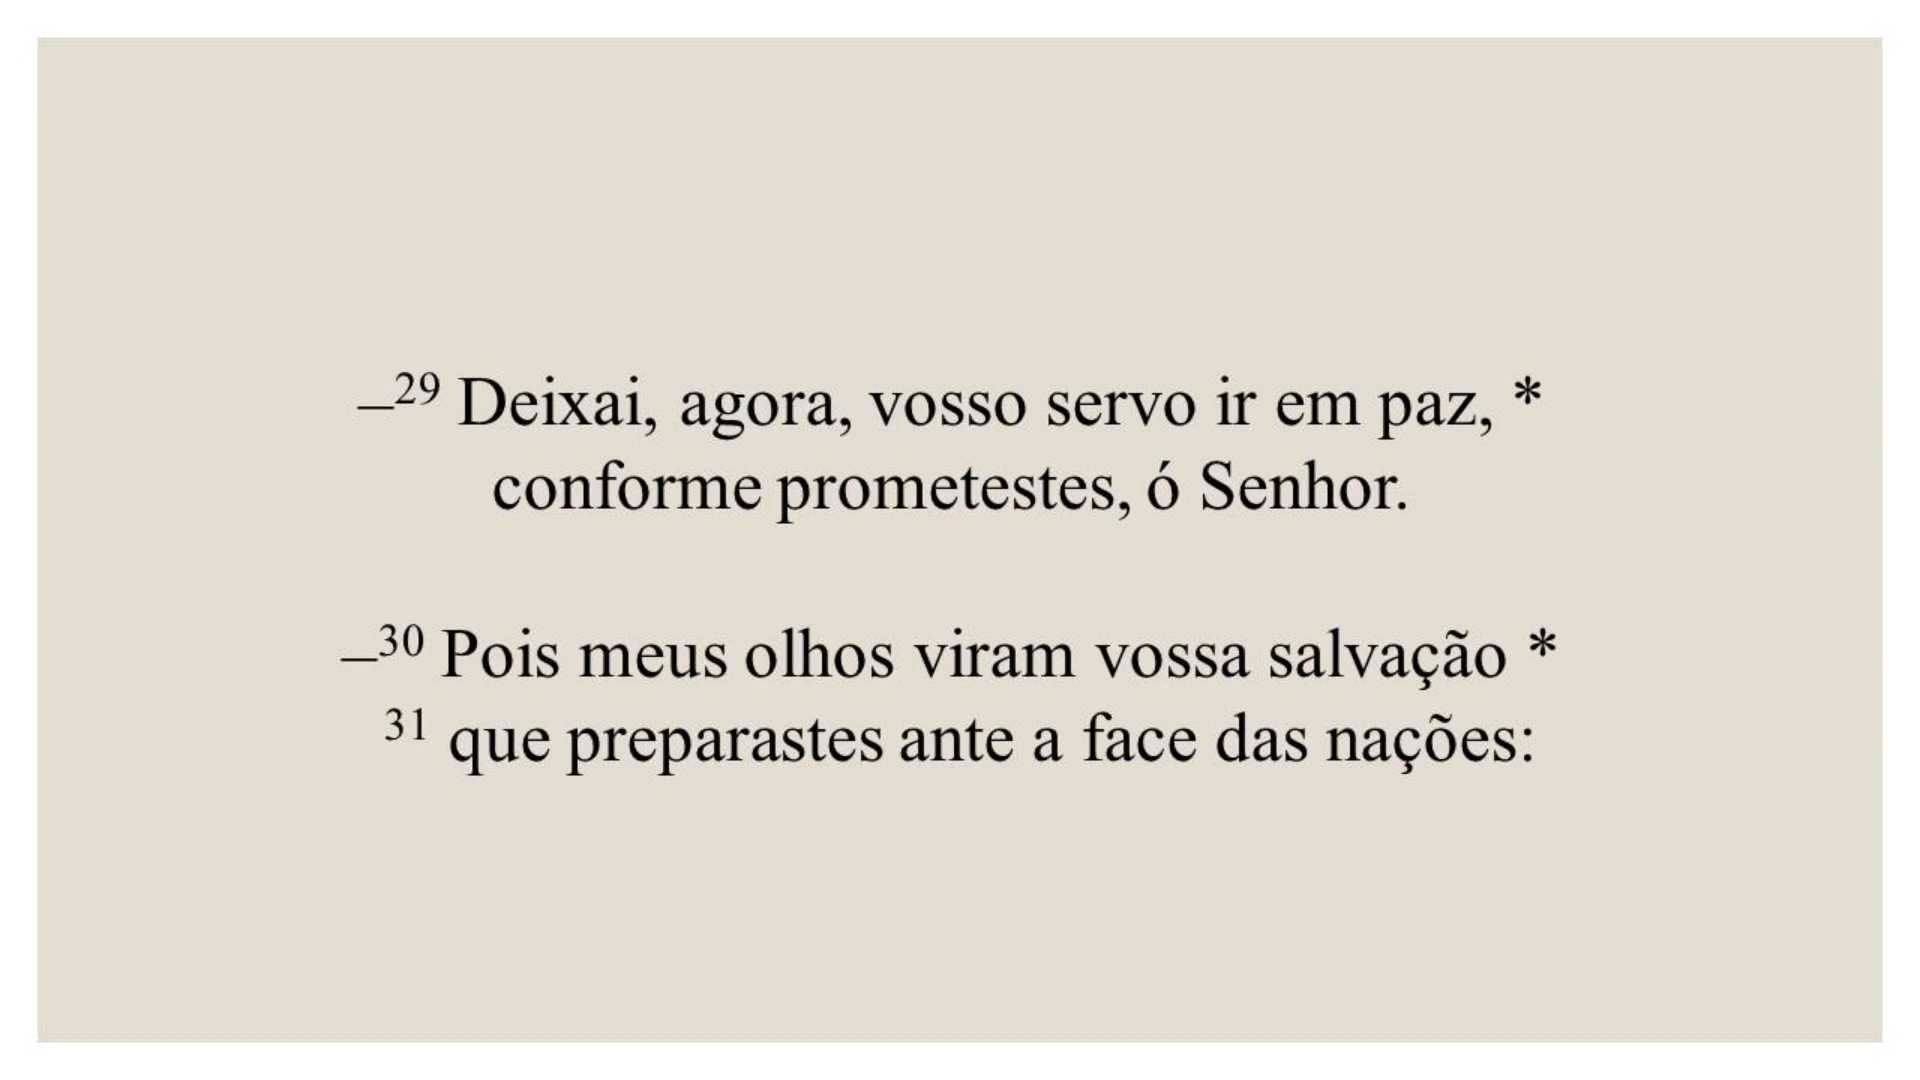 –29 Deixai, agora, vosso servo ir em paz, *
conforme prometestes, ó Senhor.
–30 Pois meus olhos viram vossa salvação *
31 que preparastes ante a face das nações: